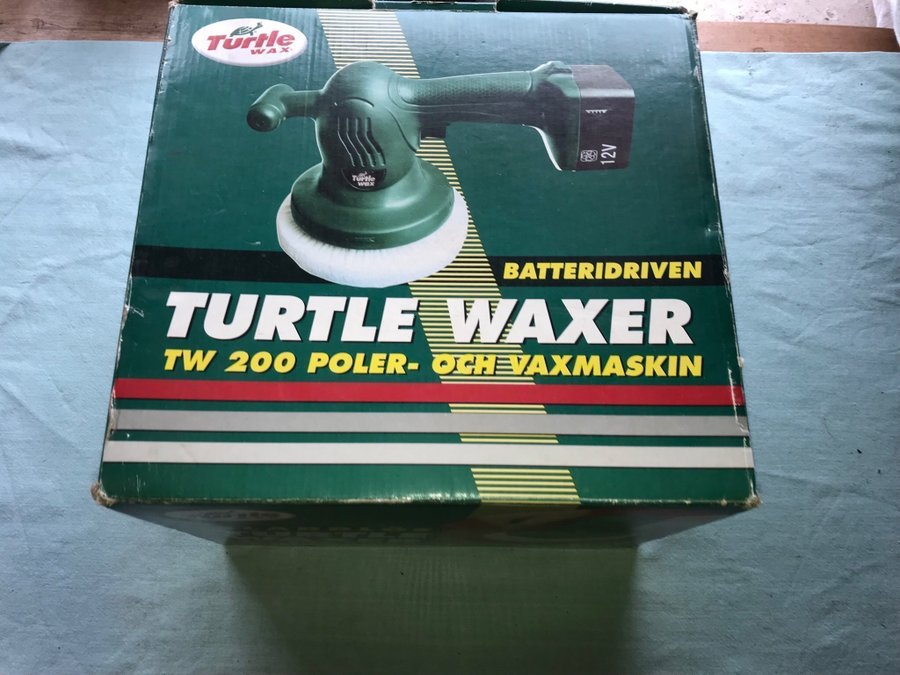 Turtle
WAX
Turtle
wax
12V
BATTERIDRIVEN
TURTLE WAXER
TW 200 POLER- OCH VAXMASKIN